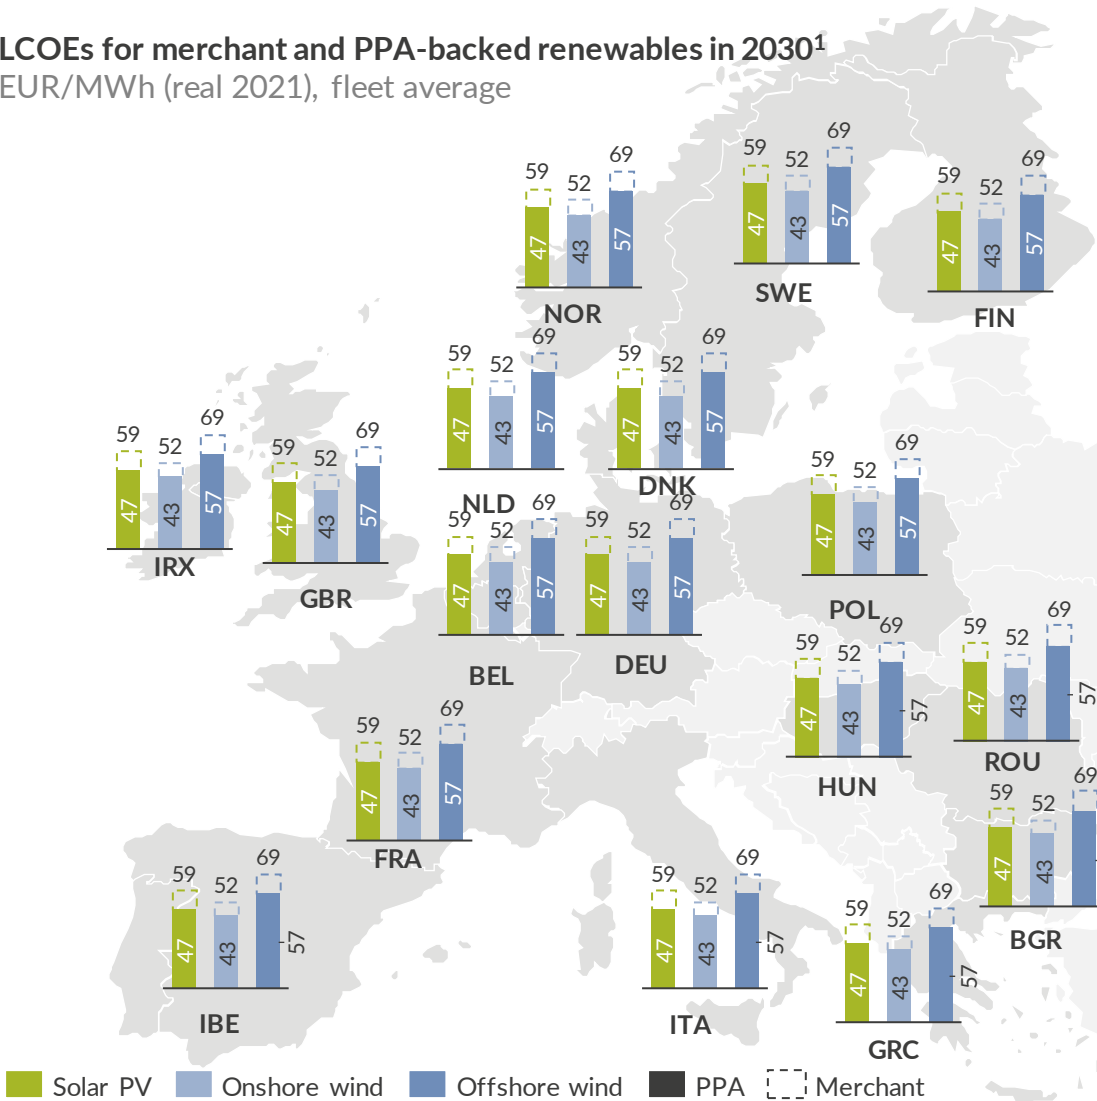 LCOEs for merchant and PPA-backed renewables in 2030¹
EUR/MWh (real 2021), fleet average
59 52 69
47 43 57
NOR
59 52 69
47 43 57
SWE
59 52 69
47 43 57
FIN
59 52 69
47 43 57
NLD
59 52 69
47 43 57
DNK
59 52 69
47 43 57
IRX
59 52 69
47 43 57
GBR
59 52 69
47 43 57
POL
59 52 69
47 43 57
BEL
59 52 69
47 43 57
DEU
59 52 69
47 43 57
HUN
59 52 69
47 43 57
ROU
59 52 69
47 43 57
FRA
59 52 69
47 43
BGR
59 52 69
47 43 57
IBE
59 52 69
47 43 57
ITA
59 52 69
47 43 57
GRC
Solar PV Onshore wind Offshore wind PPA Merchant